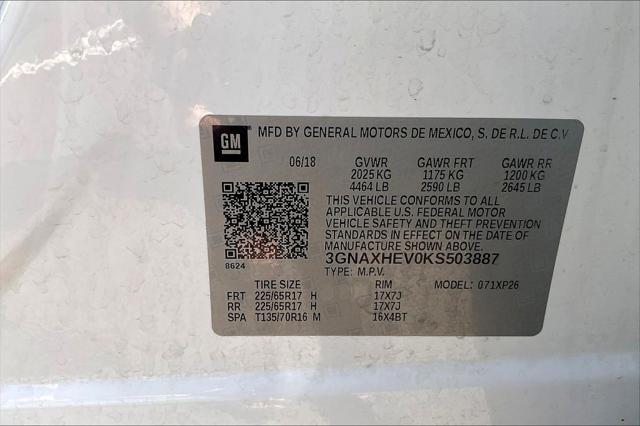 GM MFD BY GENERAL MOTORS DE MEXICO, S. DE R.L. DE C.V
06/18 GVWR GAWR FRT GAWR RR
2025 KG 1175 KG 1200 KG
4464 LB 2590 LB 2645 LB
THIS VEHICLE CONFORMS TO ALL
APPLICABLE U.S. FEDERAL MOTOR
VEHICLE SAFETY AND THEFT PREVENTION
STANDARDS IN EFFECT ON THE DATE OF
MANUFACTURE SHOWN ABOVE.
8624 3GNAXHEV0KS503887
TYPE: M.P.V.
TIRE SIZE RIM MODEL: 071XP26
FRT 225/65R17 H 17X7J
RR 225/65R17 H 17X7J
SPA T135/70R16 M 16X4BT